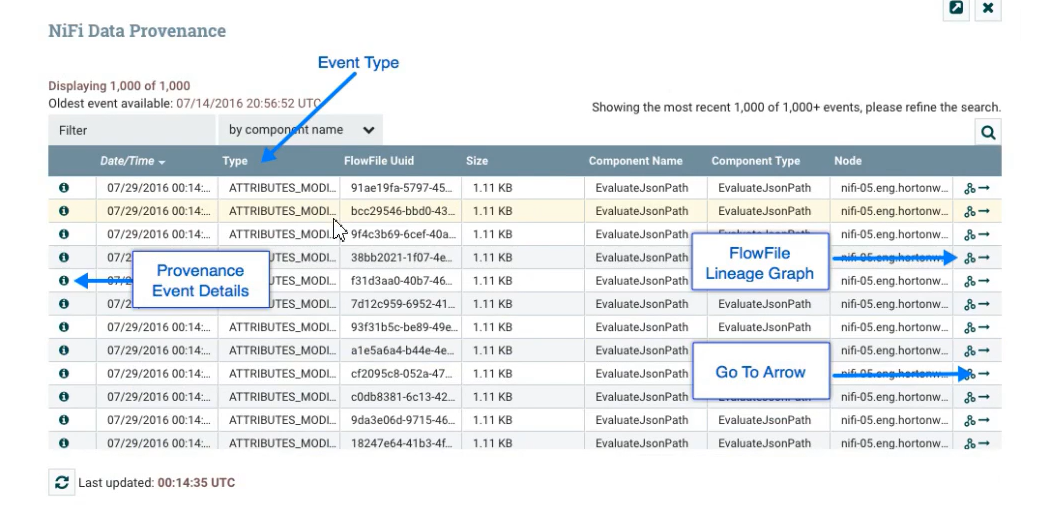 NiFi Data Provenance
Event Type
Displaying 1,000 of 1,000
Oldest event available: 07/14/2016 20:56:52 UTC
Showing the most recent 1,000 of 1,000+ events, please refine the search.
Filter by component name
Date/Time Type FlowFile Uuid Size Component Name Component Type Node
07/29/2016 00:14:... ATTRIBUTES_MODI... 91ae19fa-5797-45... 1.11 KB EvaluateJsonPath EvaluateJsonPath nifi-05.eng.hortonw...
07/29/2016 00:14:... ATTRIBUTES_MODI... bcc29546-bbd0-43... 1.11 KB EvaluateJsonPath EvaluateJsonPath nifi-05.eng.hortonw...
07/29/2016 00:14:... ATTRIBUTES_MODI... 9f4c3b69-6cef-40a... 1.11 KB EvaluateJsonPath EvaluateJsonPath nifi-05.eng.hortonw...
07/2 TES_MODI... 38bb2021-1f07-4e... 1.11 KB EvaluateJsonPath nifi-05.eng.hortonw...
Provenance
Event Details
FlowFile
Lineage Graph
07/2 TES_MODI... f31d3aa0-40b7-46... 1.11 KB EvaluateJsonPath nifi-05.eng.hortonw...
07/29/2016 00:14:... ATTRIBUTES_MODI... 7d12c959-6952-41... 1.11 KB EvaluateJsonPath EvaluateJsonPath nifi-05.eng.hortonw...
07/29/2016 00:14:... ATTRIBUTES_MODI... 93f31b5c-be89-49e... 1.11 KB EvaluateJsonPath EvaluateJsonPath nifi-05.eng.hortonw...
07/29/2016 00:14:... ATTRIBUTES_MODI... a1e5a6a4-b44e-4e... 1.11 KB EvaluateJsonPath nifi-05.eng.hortonw...
07/29/2016 00:14:... ATTRIBUTES_MODI... cf2095c8-052a-47... 1.11 KB EvaluateJsonPath nifi-05.eng.hortonw...
Go To Arrow
07/29/2016 00:14:... ATTRIBUTES_MODI... c0db8381-6c13-42... 1.11 KB EvaluateJsonPath EvaluateJsonPath nifi-05.eng.hortonw...
07/29/2016 00:14:... ATTRIBUTES_MODI... 9da3e06d-9715-46... 1.11 KB EvaluateJsonPath EvaluateJsonPath nifi-05.eng.hortonw...
07/29/2016 00:14:... ATTRIBUTES_MODI... 18247e64-41b3-4f... 1.11 KB EvaluateJsonPath EvaluateJsonPath nifi-05.eng.hortonw...
Last updated: 00:14:35 UTC